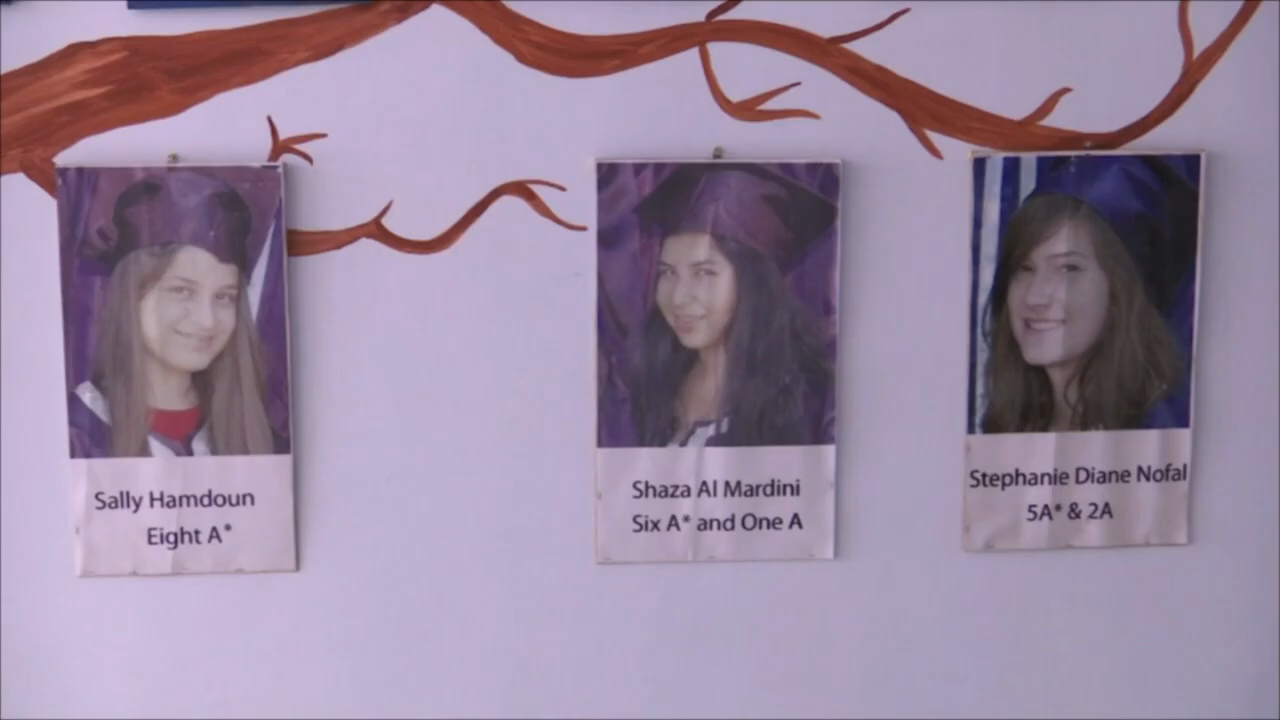 Sally Hamdoun
Eight A*
Shaza Al Mardini
Six A* and One A
Stephanie Diane Nofal
5A* & 2A